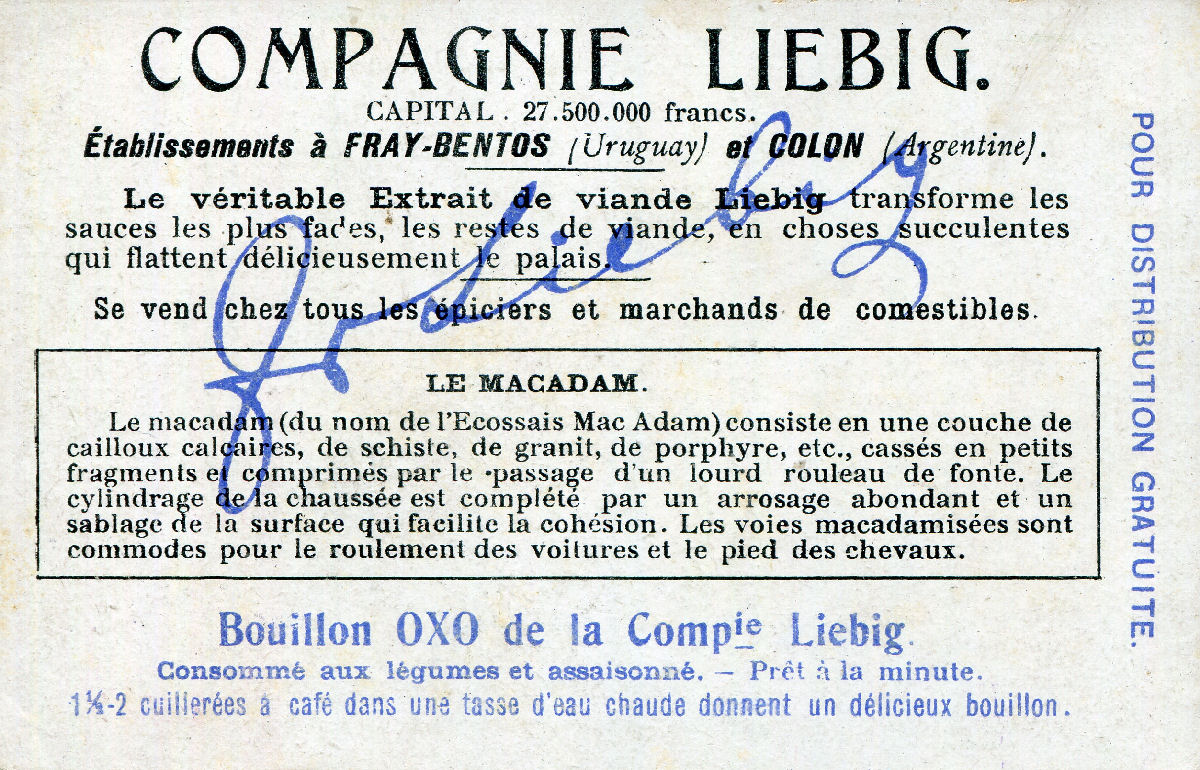 COMPAGNIE LIEBIG.
CAPITAL . 27.500.000 francs.
Établissements à FRAY-BENTOS (Uruguay) et COLON (Argentine).
Le véritable Extrait de viande Liebig transforme les
sauces les plus fades, les restes de viande, en choses succulentes
qui flattent délicieusement le palais.
Se vend chez tous les épiciers et marchands de comestibles.
LE MACADAM.
Le macadam (du nom de l'Ecossais Mac Adam) consiste en une couche de
cailloux calcaires, de schiste, de granit, de porphyre, etc., cassés en petits
fragments et comprimés par le passage d'un lourd rouleau de fonte. Le
cylindrage de la chaussée est complété par un arrosage abondant et un
sablage de la surface qui facilite la cohésion. Les voies macadamisées sont
commodes pour le roulement des voitures et le pied des chevaux.
Bouillon OXO de la Compie Liebig.
Consommé aux légumes et assaisonné. — Prêt à la minute.
1½-2 cuillerées à café dans une tasse d'eau chaude donnent un délicieux bouillon.
POUR DISTRIBUTION GRATUITE.
Liebig